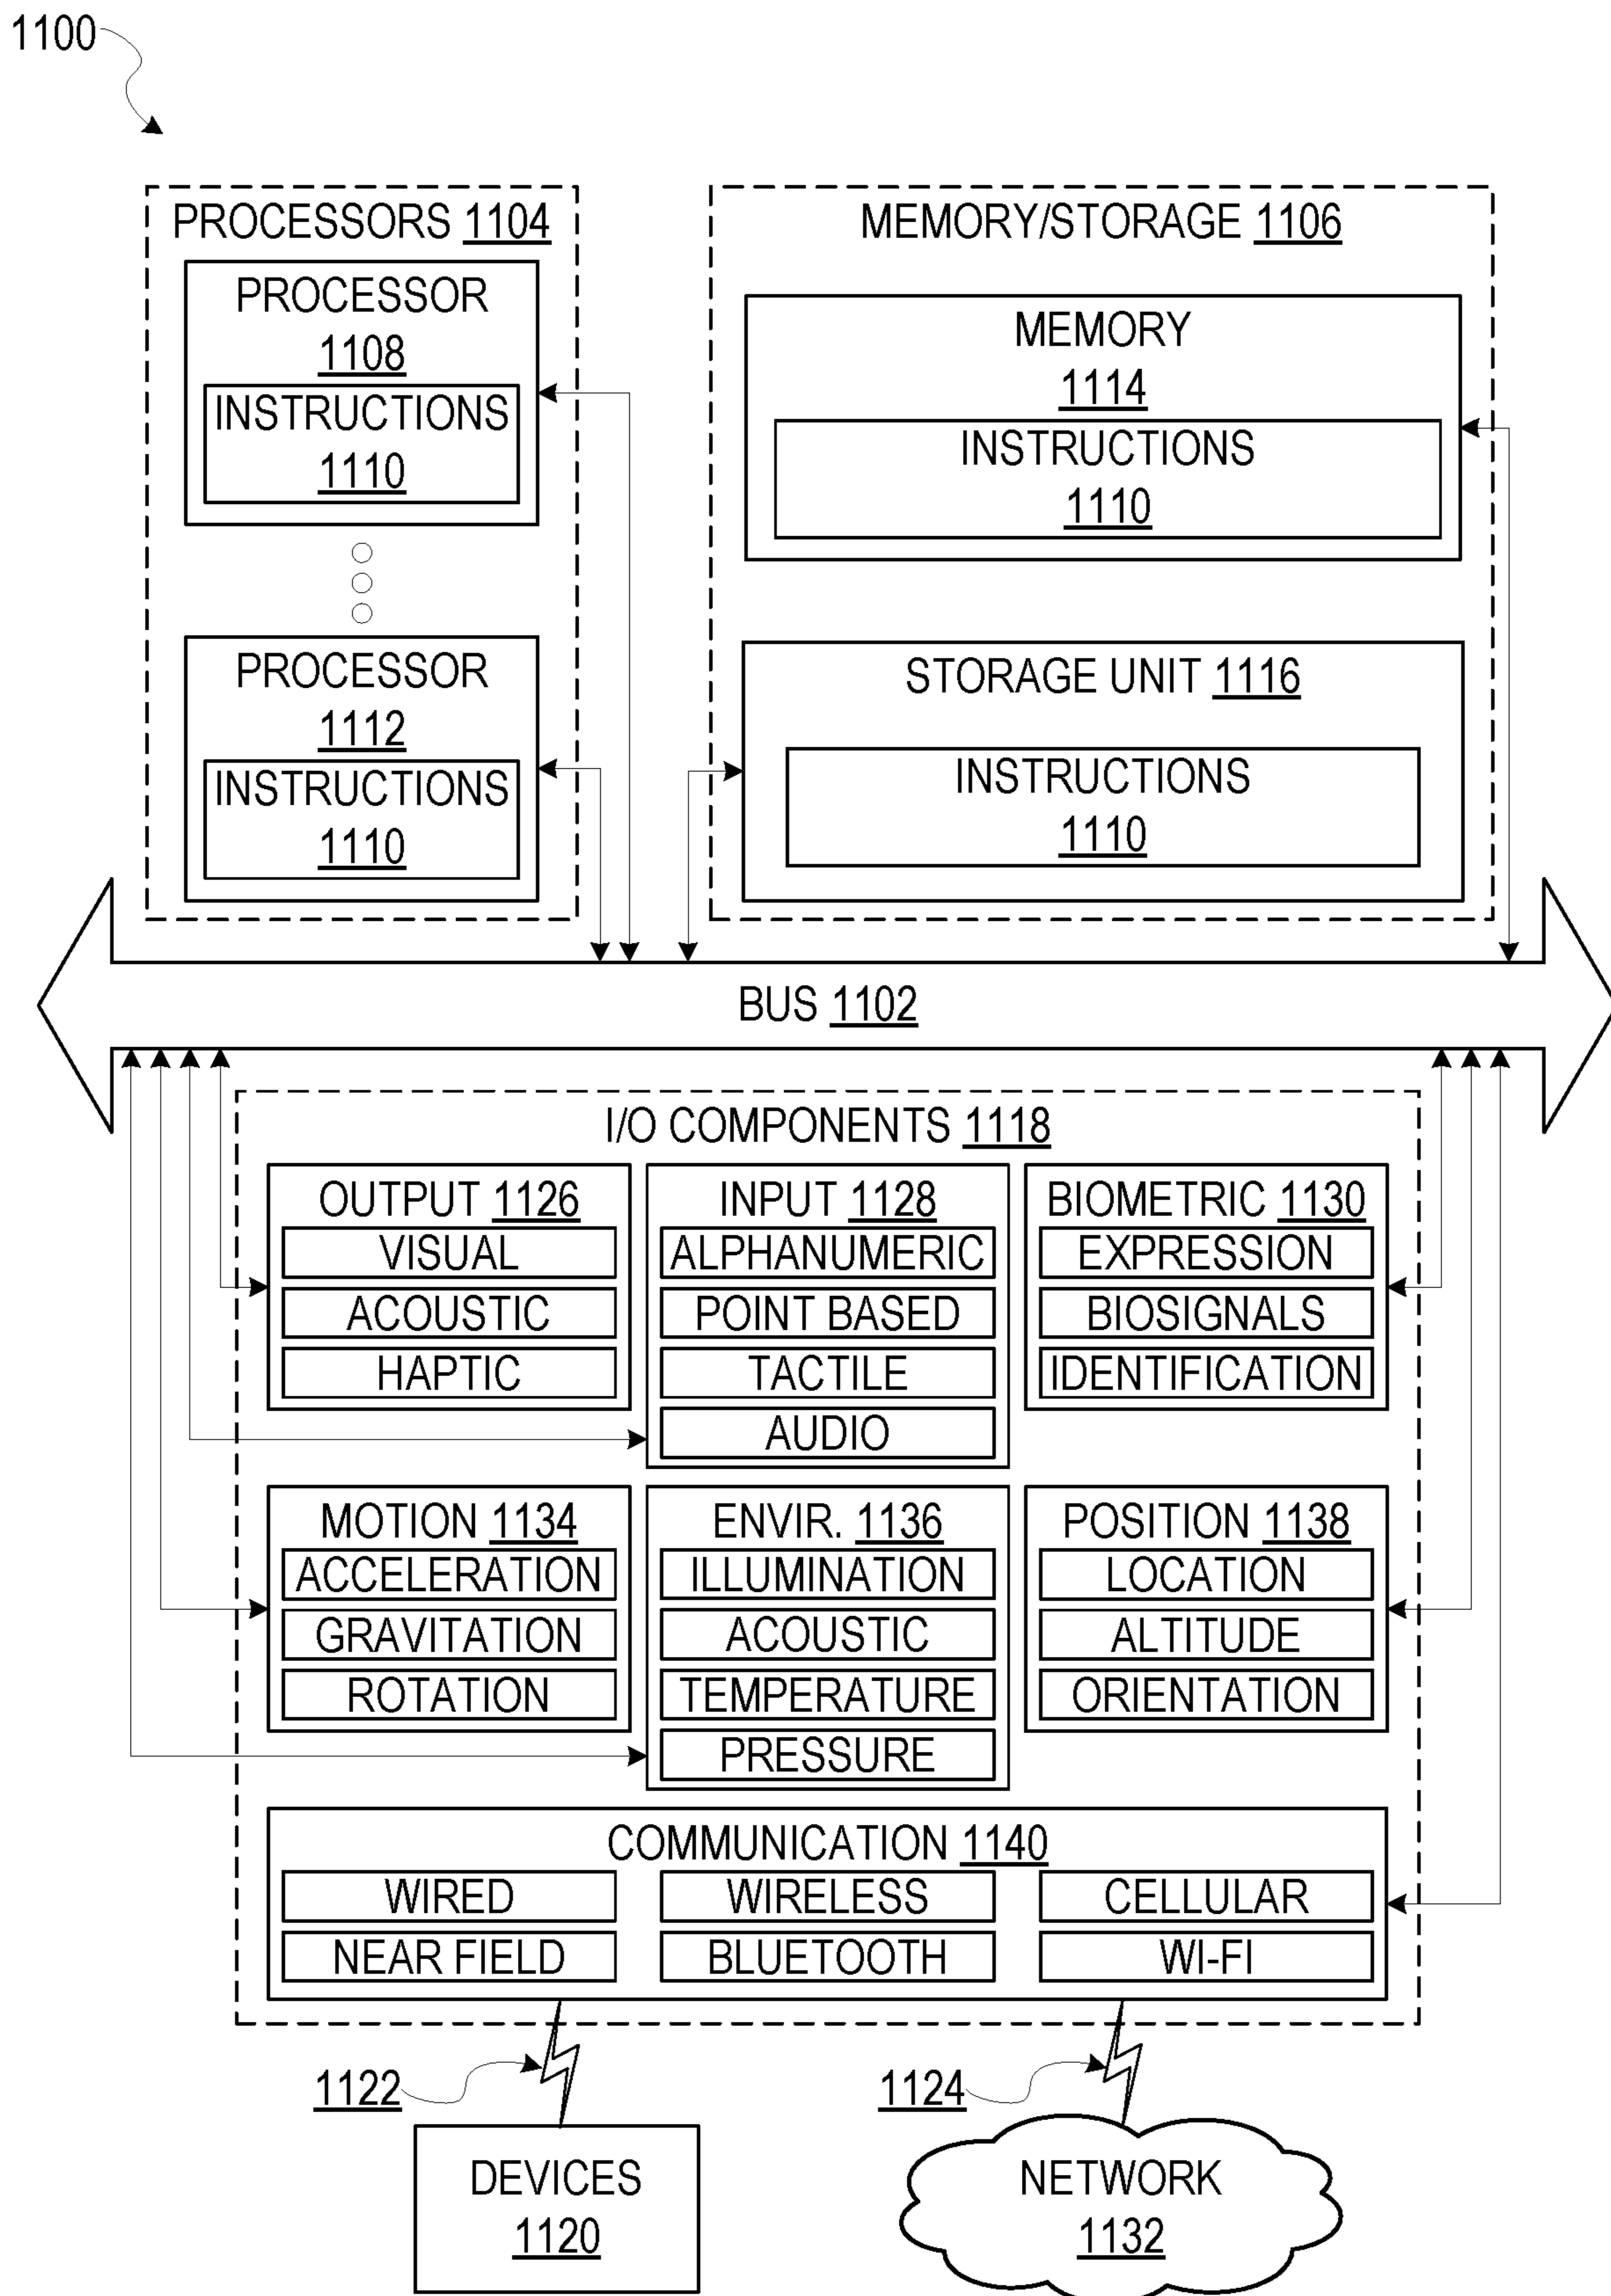 1100
PROCESSORS 1104
PROCESSOR
1108
INSTRUCTIONS
1110
PROCESSOR
1112
INSTRUCTIONS
1110
MEMORY/STORAGE 1106
MEMORY
1114
INSTRUCTIONS
1110
STORAGE UNIT 1116
INSTRUCTIONS
1110
BUS 1102
I/O COMPONENTS 1118
OUTPUT 1126
VISUAL
ACOUSTIC
HAPTIC
INPUT 1128
ALPHANUMERIC
POINT BASED
TACTILE
AUDIO
BIOMETRIC 1130
EXPRESSION
BIOSIGNALS
IDENTIFICATION
MOTION 1134
ACCELERATION
GRAVITATION
ROTATION
ENVIR. 1136
ILLUMINATION
ACOUSTIC
TEMPERATURE
PRESSURE
POSITION 1138
LOCATION
ALTITUDE
ORIENTATION
COMMUNICATION 1140
WIRED
WIRELESS
CELLULAR
NEAR FIELD
BLUETOOTH
WI-FI
1122
1124
DEVICES
1120
NETWORK
1132